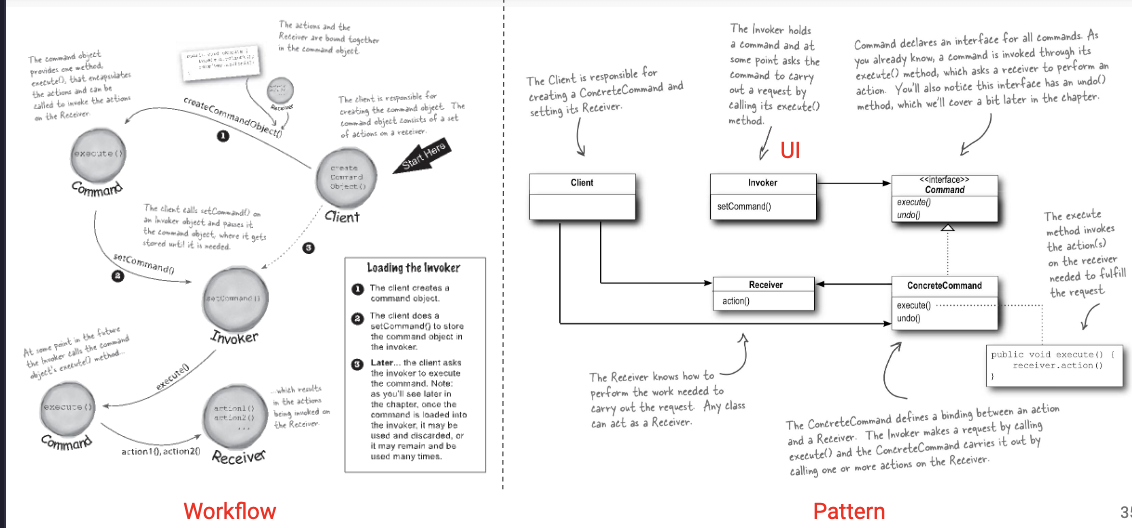 The actions and the
Receiver are bound together
in the command object
The command object
provides one method,
execute(), that encapsulates
the actions and can be
called to invoke the actions
on the Receiver.
Receiver
The client is responsible for
creating the command object. The
command object consists of a set
of actions on a receiver.
createCommandObject()
1
Start Here
execute()
Command
create
Command
Object()
Client
The client calls setCommand() on
an Invoker object and passes it
the command object, where it gets
stored until it is needed.
3
setCommand()
2
setCommand()
Invoker
Loading the Invoker
1 The client creates a
command object.
2 The client does a
setCommand() to store
the command object in
the invoker.
3 Later... the client asks
the invoker to execute
the command. Note:
as you'll see later in
the chapter, once the
command is loaded into
the invoker, it may be
used and discarded, or
it may remain and be
used many times.
At some point in the future
the Invoker calls the command
object's execute() method...
execute()
execute()
Command
action1()
action2()
...
Receiver
action1(), action2()
...which results
in the actions
being invoked on
the Receiver
Workflow
The Client is responsible for
creating a ConcreteCommand and
setting its Receiver.
The Invoker holds
a command and at
some point asks the
command to carry
out a request by
calling its execute()
method.
Command declares an interface for all commands. As
you already know, a command is invoked through its
execute() method, which asks a receiver to perform an
action. You'll also notice this interface has an undo()
method, which we'll cover a bit later in the chapter.
UI
Client
Invoker
setCommand()
<<interface>>
Command
execute()
undo()
The execute
method invokes
the action(s)
on the receiver
needed to fulfill
the request
Receiver
action()
ConcreteCommand
execute()
undo()
public void execute() {
receiver.action()
}
The Receiver knows how to
perform the work needed to
carry out the request. Any class
can act as a Receiver.
The ConcreteCommand defines a binding between an action
and a Receiver. The Invoker makes a request by calling
execute() and the ConcreteCommand carries it out by
calling one or more actions on the Receiver.
Pattern